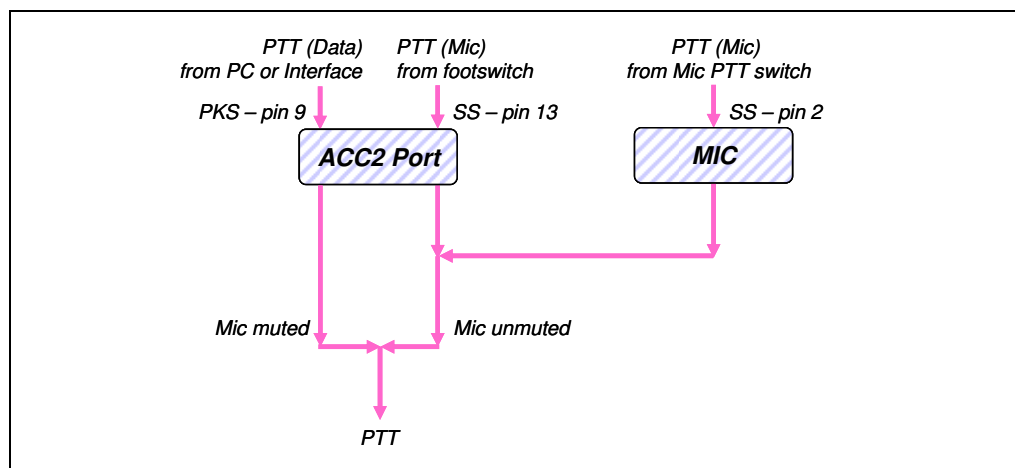 PTT (Data)
from PC or Interface
PTT (Mic)
from footswitch
PTT (Mic)
from Mic PTT switch
PKS – pin 9
SS – pin 13
SS – pin 2
ACC2 Port
MIC
Mic muted
Mic unmuted
PTT